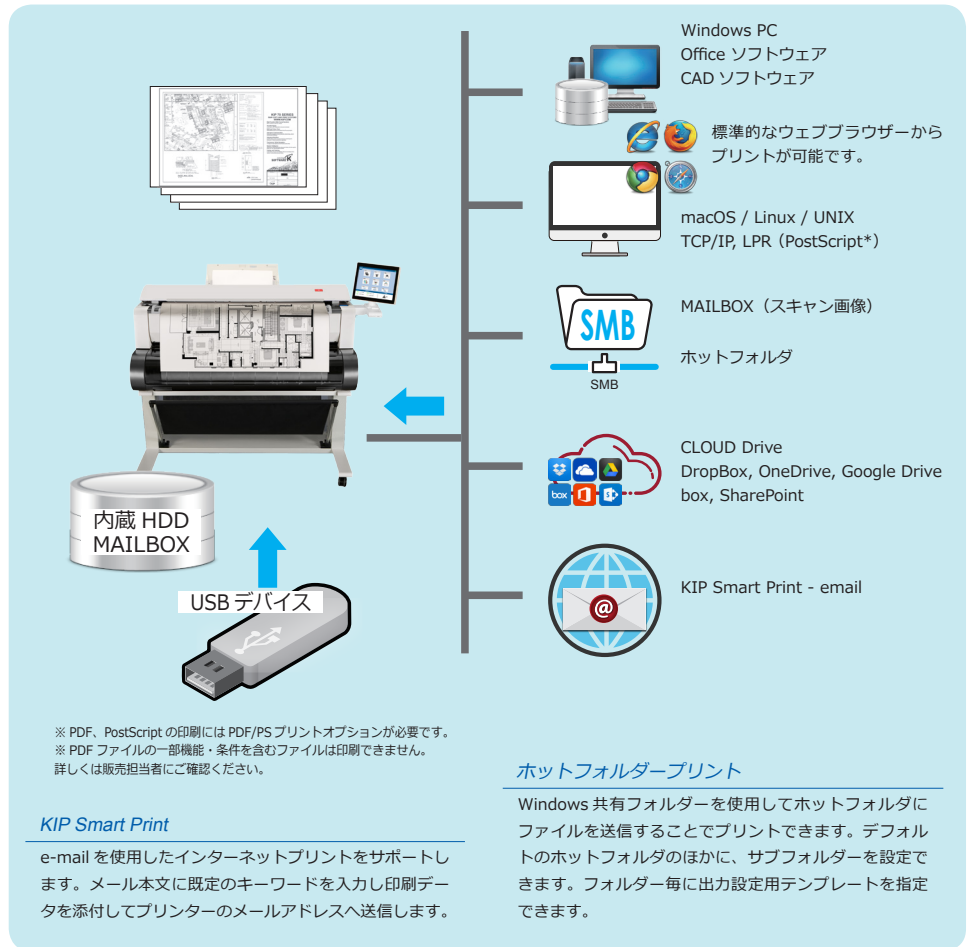 Windows PC
Office ソフトウェア
CAD ソフトウェア
標準的なウェブブラウザーから
プリントが可能です。
macOS / Linux / UNIX
TCP/IP, LPR（PostScript*）
SMB
MAILBOX（スキャン画像）
ホットフォルダ
SMB
CLOUD Drive
DropBox, OneDrive, Google Drive
box, SharePoint
box
@
KIP Smart Print - email
内蔵 HDD
MAILBOX
USB デバイス
※ PDF、PostScript の印刷には PDF/PS プリントオプションが必要です。
※ PDF ファイルの一部機能・条件を含むファイルは印刷できません。
詳しくは販売担当者にご確認ください。
KIP Smart Print
e-mail を使用したインターネットプリントをサポートし
ます。メール本文に既定のキーワードを入力し印刷デー
タを添付してプリンターのメールアドレスへ送信します。
ホットフォルダープリント
Windows 共有フォルダーを使用してホットフォルダに
ファイルを送信することでプリントできます。デフォル
トのホットフォルダのほかに、サブフォルダーを設定で
きます。フォルダー毎に出力設定用テンプレートを指定
できます。